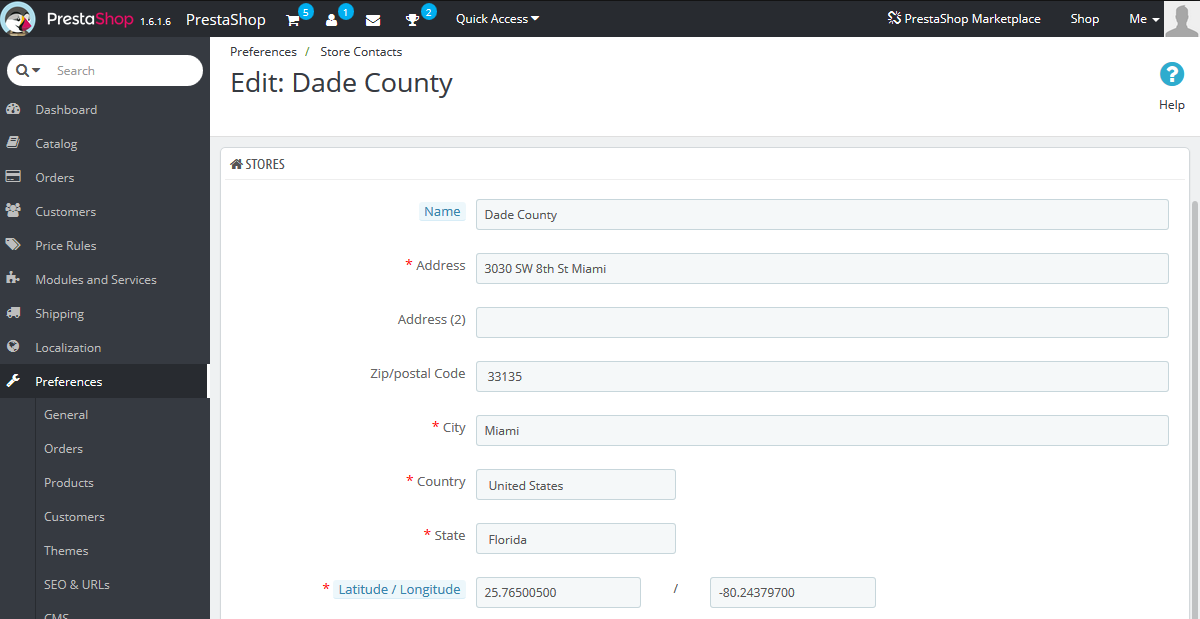 PrestaShop 1.6.1.6 PrestaShop 5 1 2 Quick Access PrestaShop Marketplace Shop Me
Search
Dashboard
Catalog
Orders
Customers
Price Rules
Modules and Services
Shipping
Localization
Preferences
General
Orders
Products
Customers
Themes
SEO & URLs
CMS
Preferences / Store Contacts
Edit: Dade County
? Help
STORES
Name Dade County
* Address 3030 SW 8th St Miami
Address (2)
Zip/postal Code 33135
* City Miami
* Country United States
* State Florida
* Latitude / Longitude 25.76500500 / -80.24379700